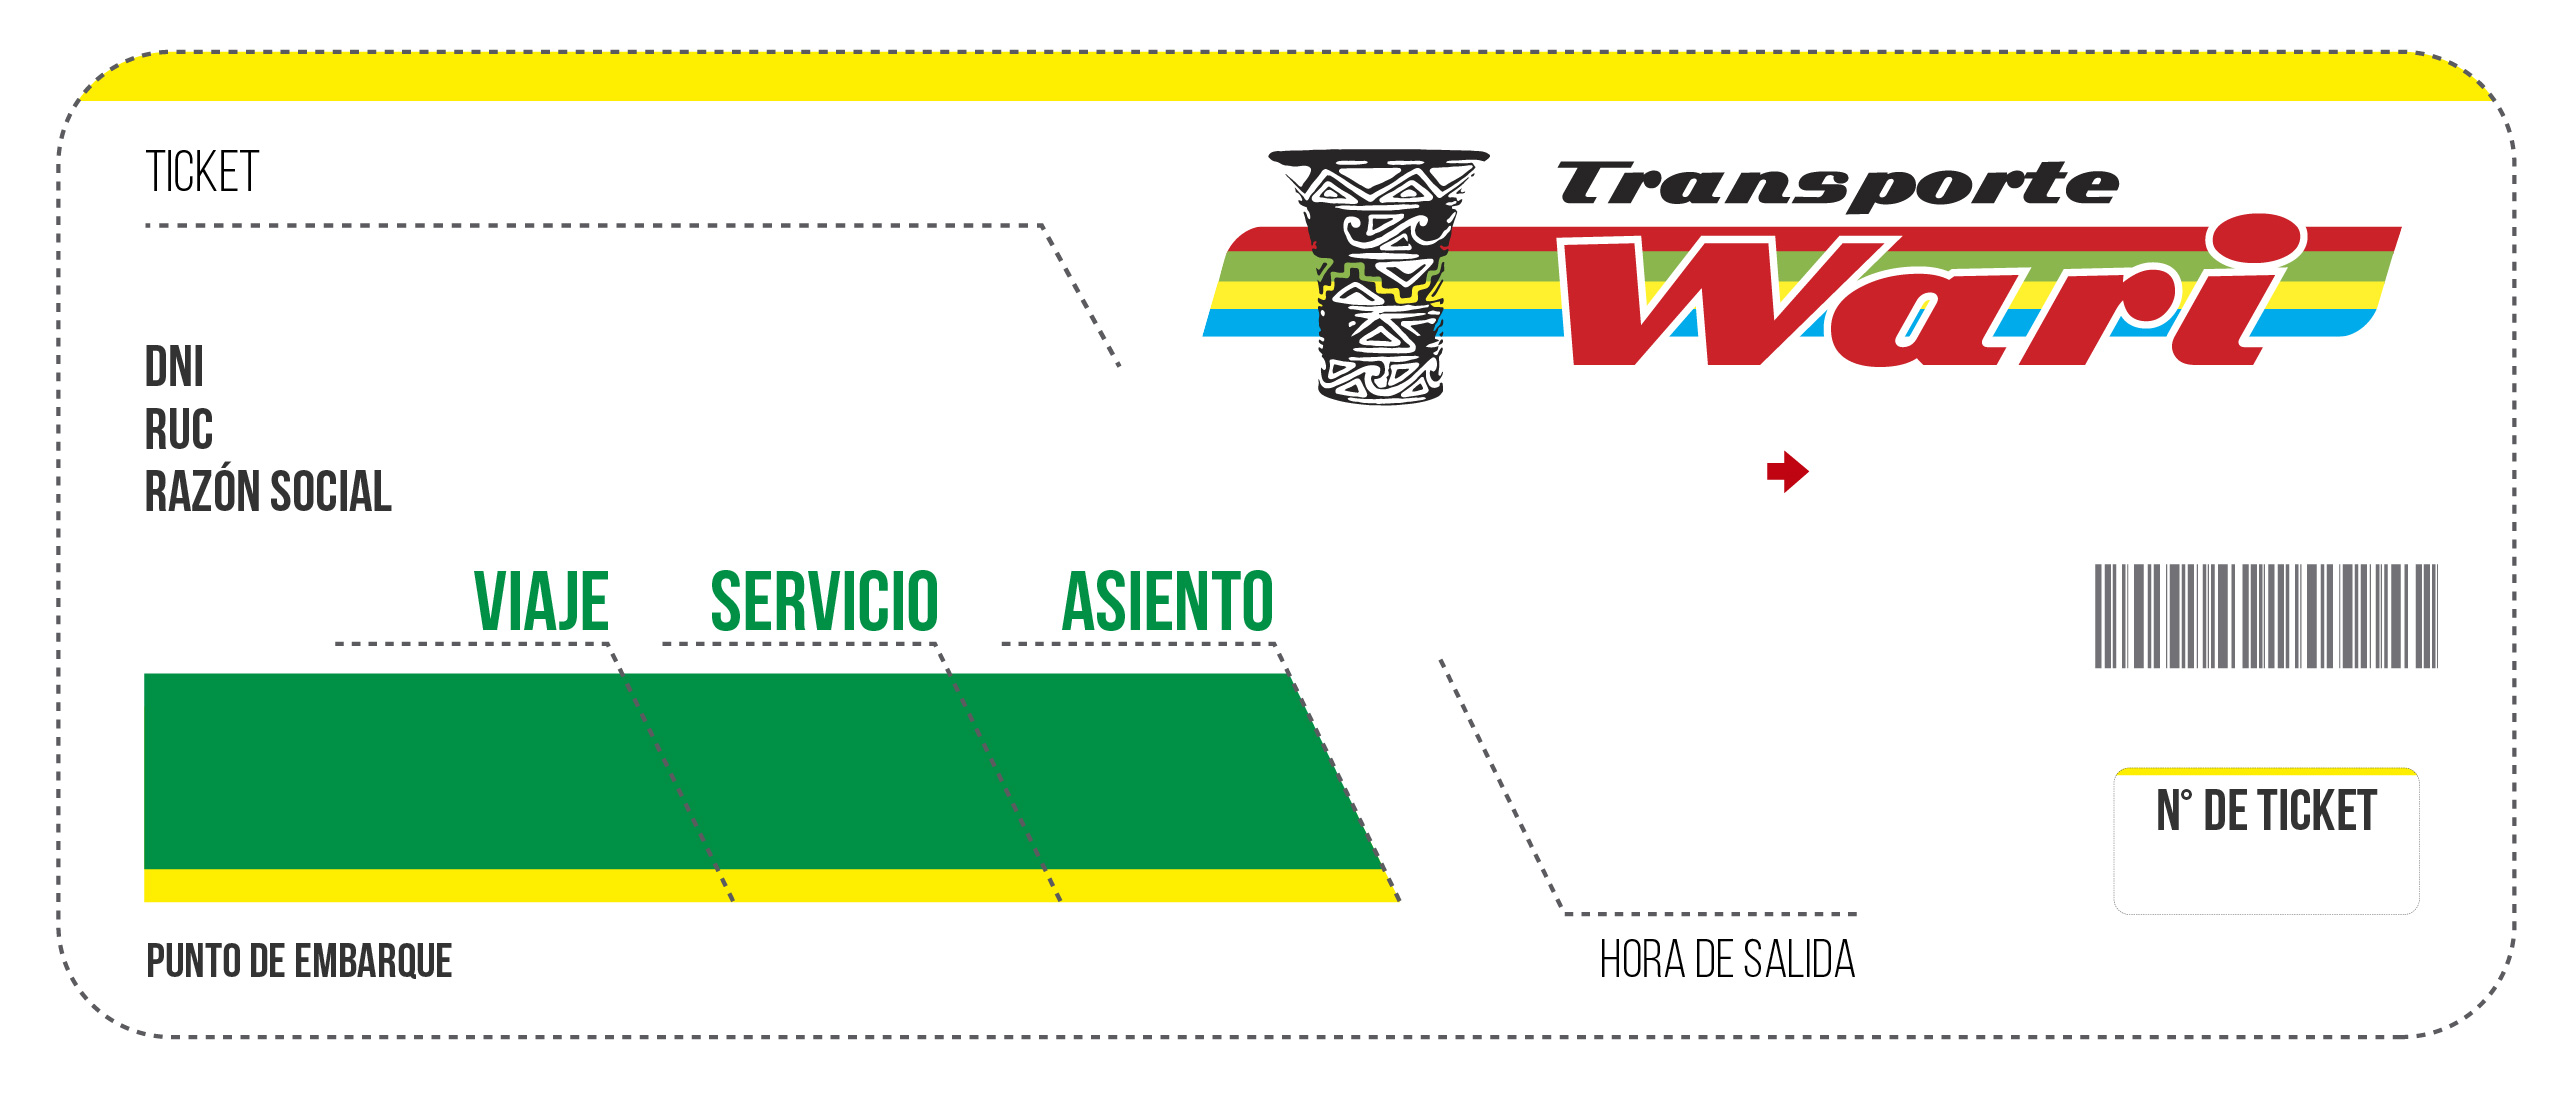 TICKET
Transporte
Wari
DNI
RUC
RAZÓN SOCIAL
VIAJE
SERVICIO
ASIENTO
N° DE TICKET
PUNTO DE EMBARQUE
HORA DE SALIDA